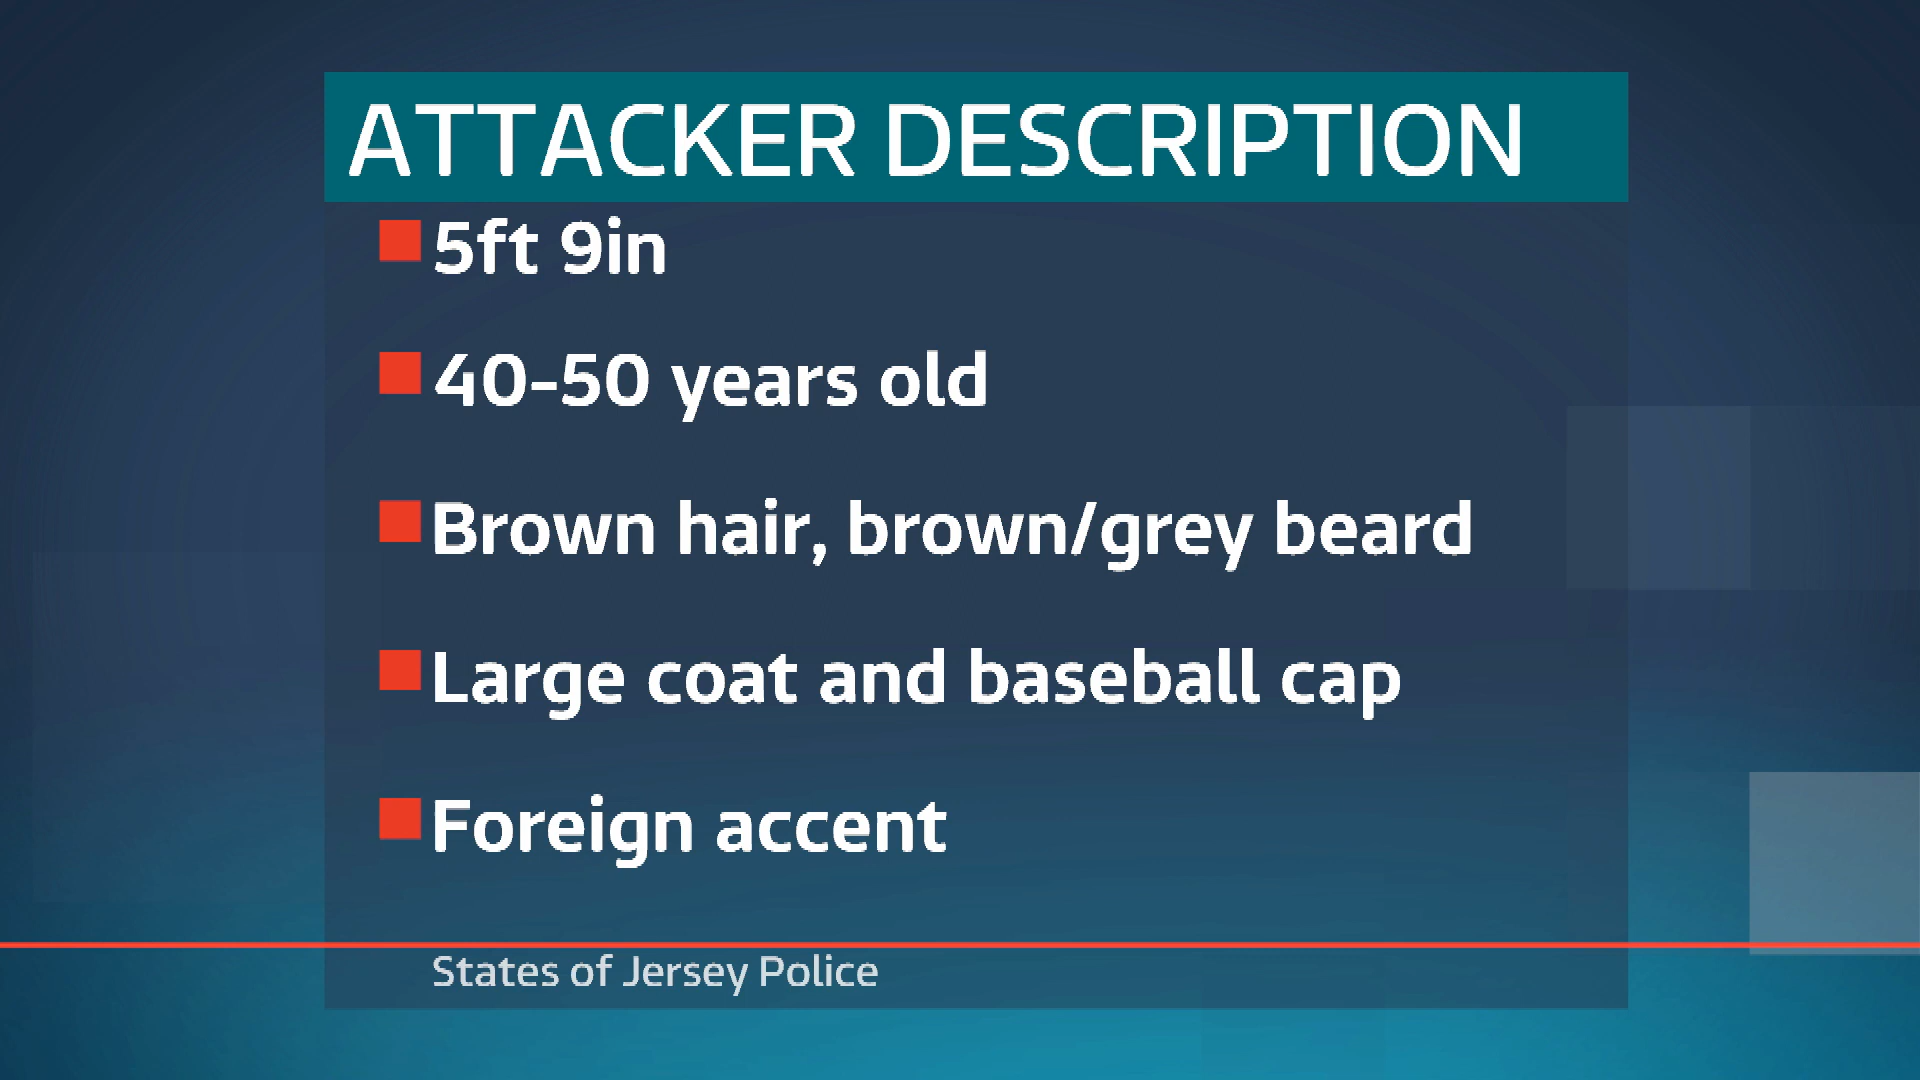 ATTACKER DESCRIPTION
5ft 9in
40-50 years old
Brown hair, brown/grey beard
Large coat and baseball cap
Foreign accent
States of Jersey Police